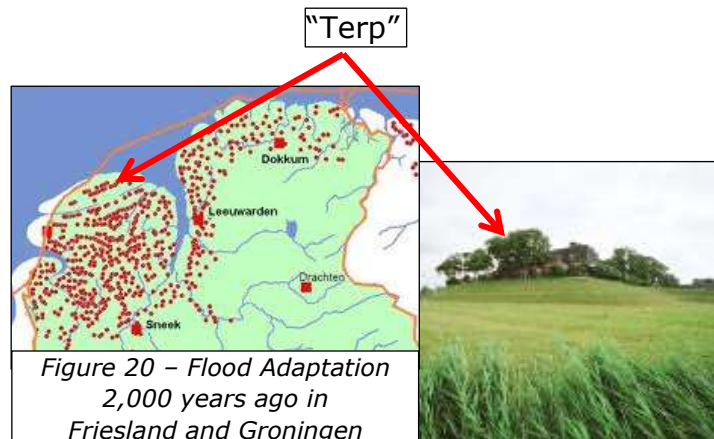 “Terp”
Dokkum
Leeuwarden
Drachten
Sneek
Figure 20 – Flood Adaptation
2,000 years ago in
Friesland and Groningen